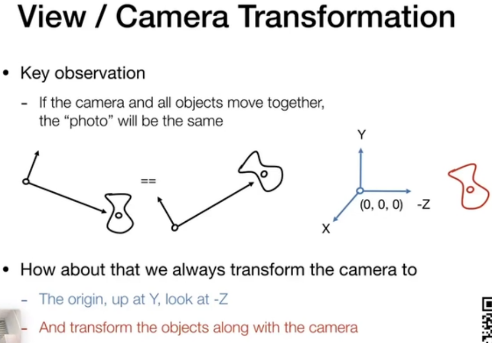 View / Camera Transformation
• Key observation
- If the camera and all objects move together,
the “photo” will be the same
==
Y
(0, 0, 0) -Z
X
• How about that we always transform the camera to
- The origin, up at Y, look at -Z
- And transform the objects along with the camera